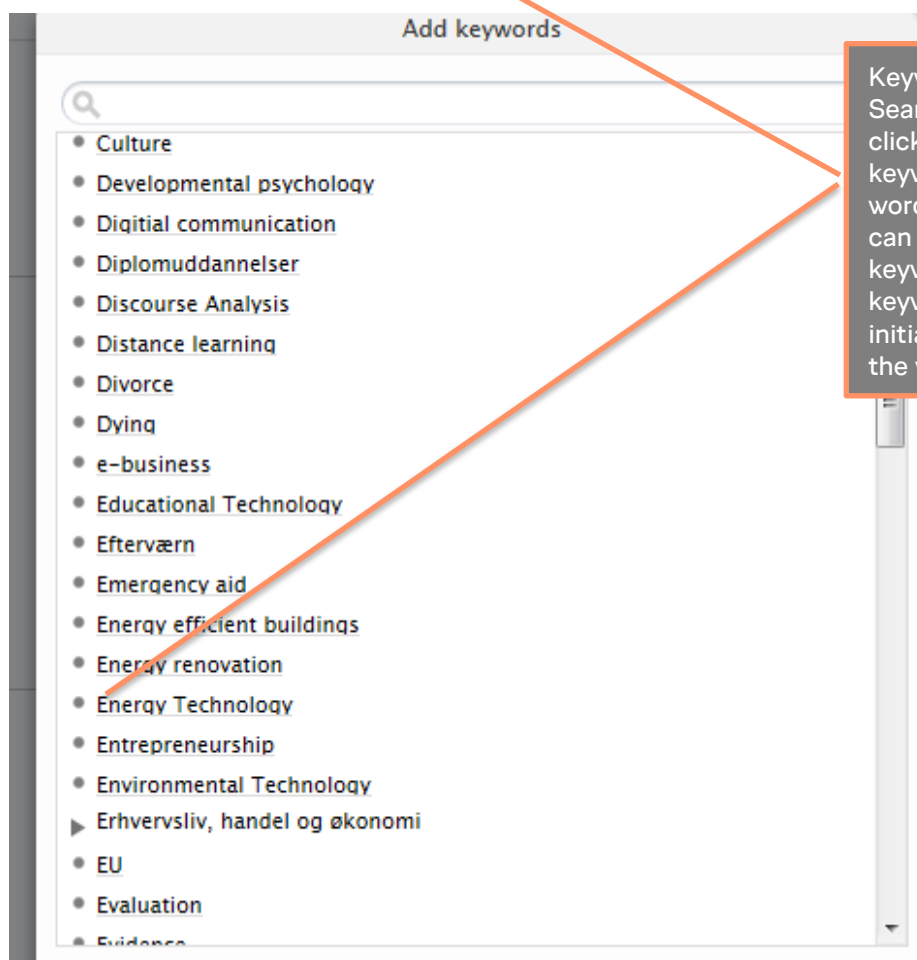 Add keywords
Culture
Developmental psychology
Digitial communication
Diplomuddannelser
Discourse Analysis
Distance learning
Divorce
Dying
e-business
Educational Technology
Efterværn
Emergency aid
Energy efficient buildings
Energy renovation
Energy Technology
Entrepreneurship
Environmental Technology
Erhvervsliv, handel og økonomi
EU
Evaluation
Evidence
click
can
the